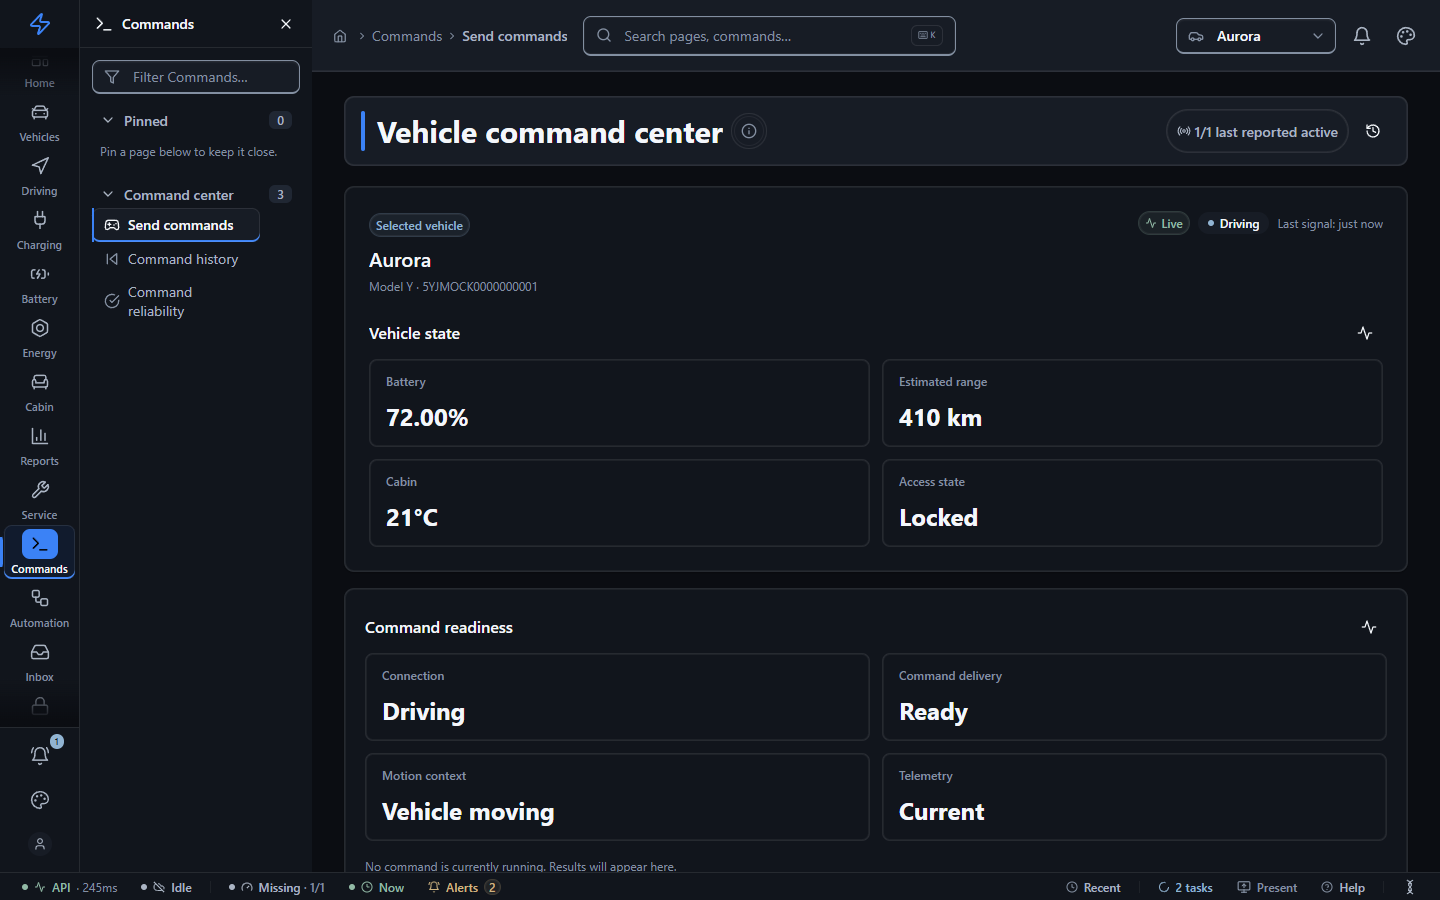 Commands
Home
Vehicles
Driving
Charging
Battery
Energy
Cabin
Reports
Service
Commands
Automation
Inbox
1
Filter Commands...
Pinned 0
Pin a page below to keep it close.
Command center 3
Send commands
Command history
Command
reliability
Commands Send commands
Search pages, commands... K
Aurora
Vehicle command center
1/1 last reported active
Selected vehicle
Live Driving Last signal: just now
Aurora
Model Y · 5YJMOCK0000000001
Vehicle state
Battery
72.00%
Estimated range
410 km
Cabin
21°C
Access state
Locked
Command readiness
Connection
Driving
Command delivery
Ready
Motion context
Vehicle moving
Telemetry
Current
No command is currently running. Results will appear here.
API · 245ms Idle Missing · 1/1 Now Alerts 2 Recent 2 tasks Present Help